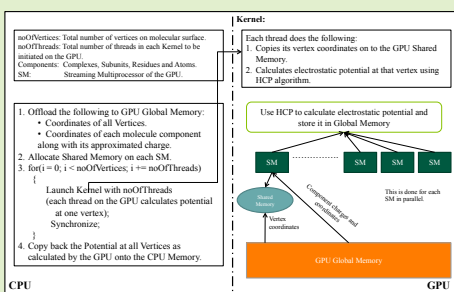 noOfVertices: Total number of vertices on molecular surface.
noOfThreads: Total number of threads in each Kernel to be
initiated on the GPU.
Components: Complexes, Subunits, Residues and Atoms.
SM: Streaming Multiprocessor of the GPU.
1. Offload the following to GPU Global Memory:
• Coordinates of all Vertices.
• Coordinates of each molecule component
along with its approximated charge.
2. Allocate Shared Memory on each SM.
3. for(i = 0; i < noOfVertices; i += noOfThreads)
{
Launch Kernel with noOfThreads
(each thread on the GPU calculates potential
at one vertex);
Synchronize;
}
4. Copy back the Potential at all Vertices as
calculated by the GPU onto the CPU Memory.
CPU
Kernel:
Each thread does the following:
1. Copies its vertex coordinates on to the GPU Shared
Memory.
2. Calculates electrostatic potential at that vertex using
HCP algorithm.
Use HCP to calculate electrostatic potential and
store it in Global Memory
SM
SM
SM
SM
Shared
Memory
Component charges and
coordinates
This is done for each
SM in parallel.
Vertex
coordinates
GPU Global Memory
GPU